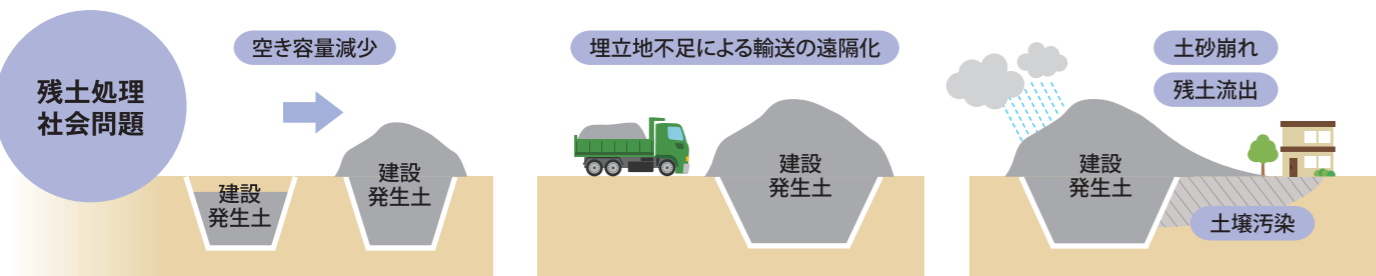 残土処理
社会問題
空き容量減少
建設
発生土
建設
発生土
埋立地不足による輸送の遠隔化
建設
発生土
土砂崩れ
残土流出
建設
発生土
土壌汚染